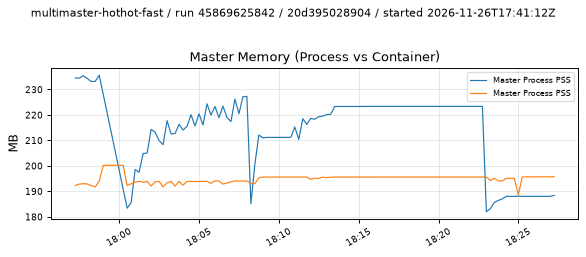 multimaster-hothot-fast / run 45869625842 / 20d395028904 / started 2026-11-26T17:41:12Z
Master Memory (Process vs Container)
Master Process PSS
Master Process PSS
MB
230
220
210
200
190
180
18:00
18:05
18:10
18:15
18:20
18:25